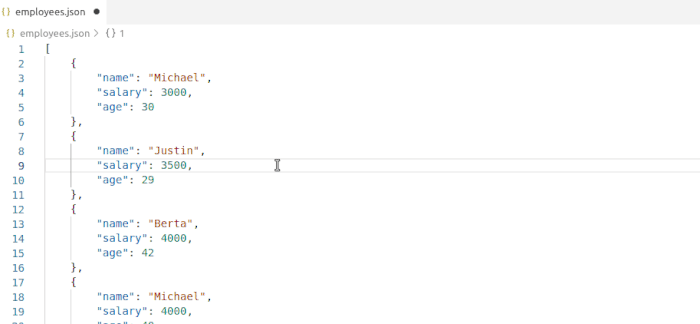 {} employees.json ●
{} employees.json > {} 1
1 [
2 {
3 "name": "Michael",
4 "salary": 3000,
5 "age": 30
6 },
7 {
8 "name": "Justin",
9 "salary": 3500,
10 "age": 29
11 },
12 {
13 "name": "Berta",
14 "salary": 4000,
15 "age": 42
16 },
17 {
18 "name": "Michael",
19 "salary": 4000,